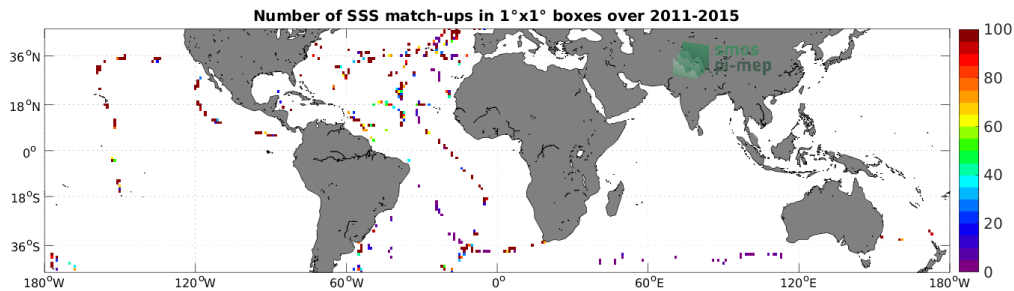 Number of SSS match-ups in 1°x1° boxes over 2011-2015
smos
pi-mep
36°N
18°N
0°
18°S
36°S
180°W
120°W
60°W
0°
60°E
120°E
180°W
100
80
60
40
20
0